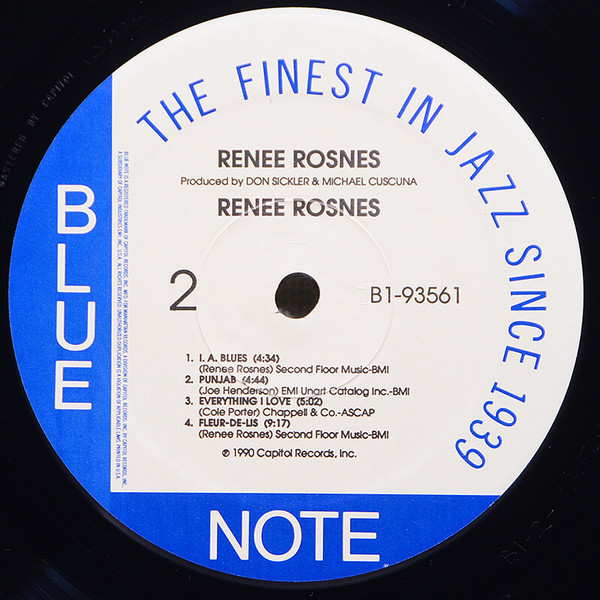 THE FINEST IN JAZZ SINCE 1939
RENEE ROSNES
Produced by DON SICKLER & MICHAEL CUSCUNA
RENEE ROSNES
BLUE
2
B1-93561
1. I. A. BLUES (4:34)
(Renee Rosnes) Second Floor Music-BMI
2. PUNJAB (4:44)
(Joe Henderson) EMI Unart Catalog Inc.-BMI
3. EVERYTHING I LOVE (5:02)
(Cole Porter) Chappell & Co.-ASCAP
4. FLEUR-DE-LIS (9:17)
(Renee Rosnes) Second Floor Music-BMI
℗ 1990 Capitol Records, Inc.
NOTE
MASTERED BY CAPITOL